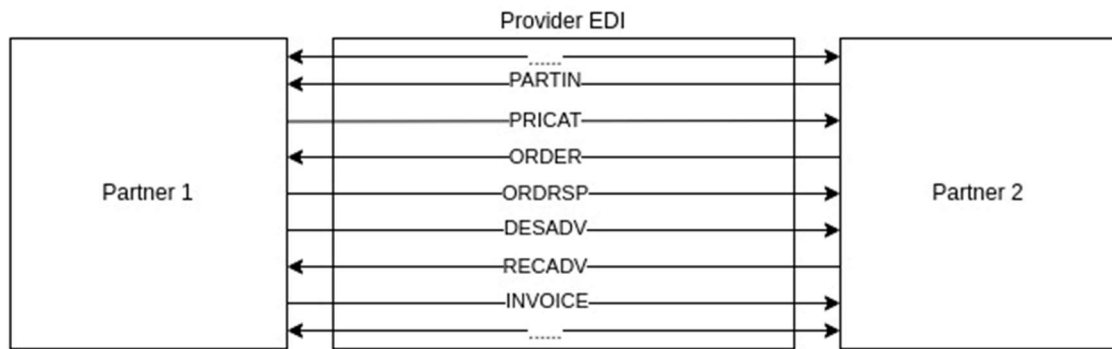 Provider EDI
......
PARTIN
PRICAT
ORDER
Partner 1
ORDRSP
Partner 2
DESADV
RECADV
INVOICE
......